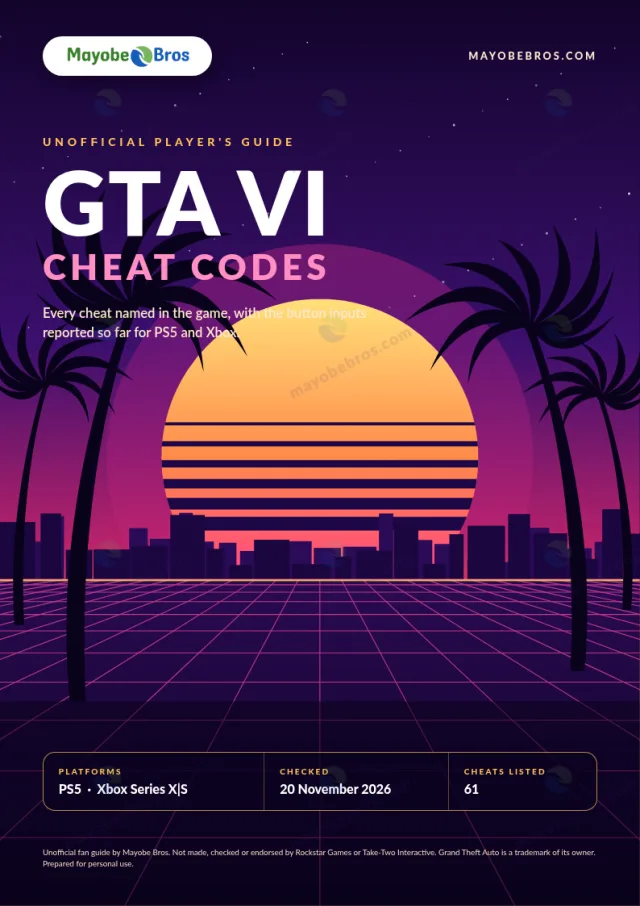 Mayobe Bros
MAYOBEBROS.COM
UNOFFICIAL PLAYER'S GUIDE
GTA VI
CHEAT CODES
Every cheat named in the game, with the button inputs
reported so far for PS5 and Xbox.
mayobebros.com
PLATFORMS
PS5 · Xbox Series X|S
CHECKED
20 November 2026
CHEATS LISTED
61
Unofficial fan guide by Mayobe Bros. Not made, checked or endorsed by Rockstar Games or Take-Two Interactive. Grand Theft Auto is a trademark of its owner.
Prepared for personal use.